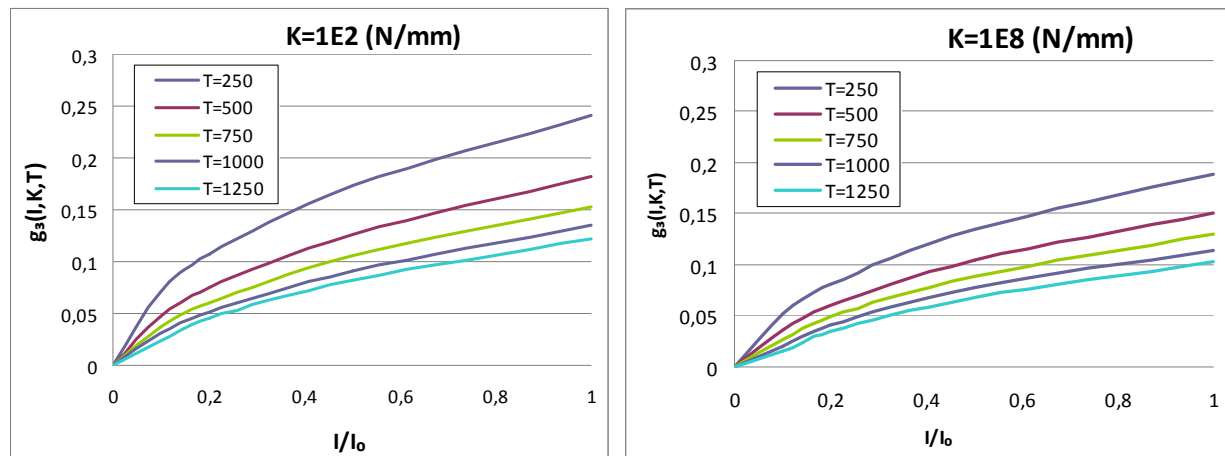 K=1E2 (N/mm)
0,3
0,25
0,2
0,15
0,1
0,05
0
g₃(I,K,T)
T=250
T=500
T=750
T=1000
T=1250
0
0,2
0,4
0,6
0,8
1
I/I₀
K=1E8 (N/mm)
0,3
0,25
0,2
0,15
0,1
0,05
0
g₃(I,K,T)
T=250
T=500
T=750
T=1000
T=1250
0
0,2
0,4
0,6
0,8
1
I/I₀